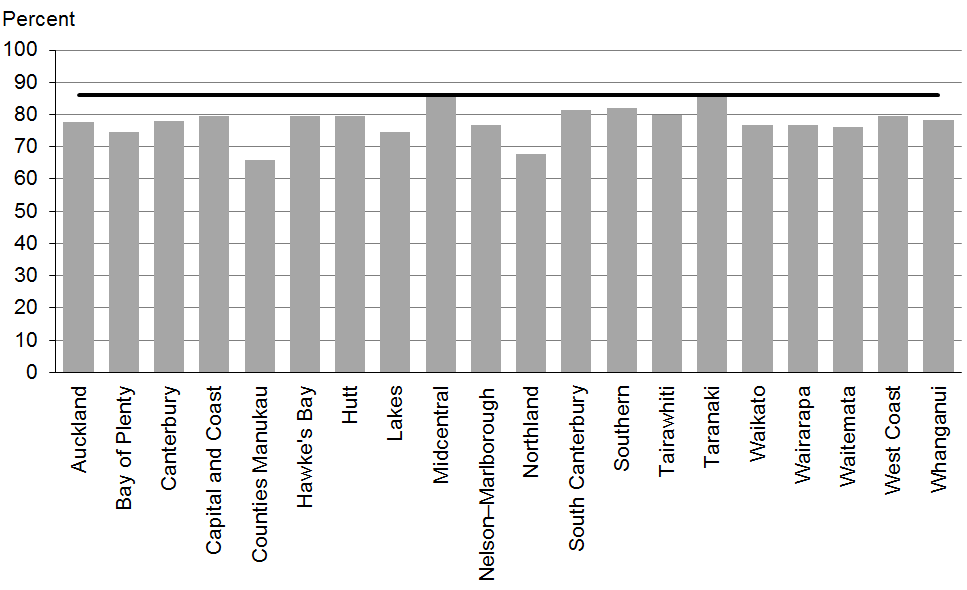 Percent
100
90
80
70
60
50
40
30
20
10
0
Auckland
Bay of Plenty
Canterbury
Capital and Coast
Counties Manukau
Hawke's Bay
Hutt
Lakes
Midcentral
Nelson–Marlborough
Northland
South Canterbury
Southern
Tairawhiti
Taranaki
Waikato
Wairarapa
Waitemata
West Coast
Whanganui